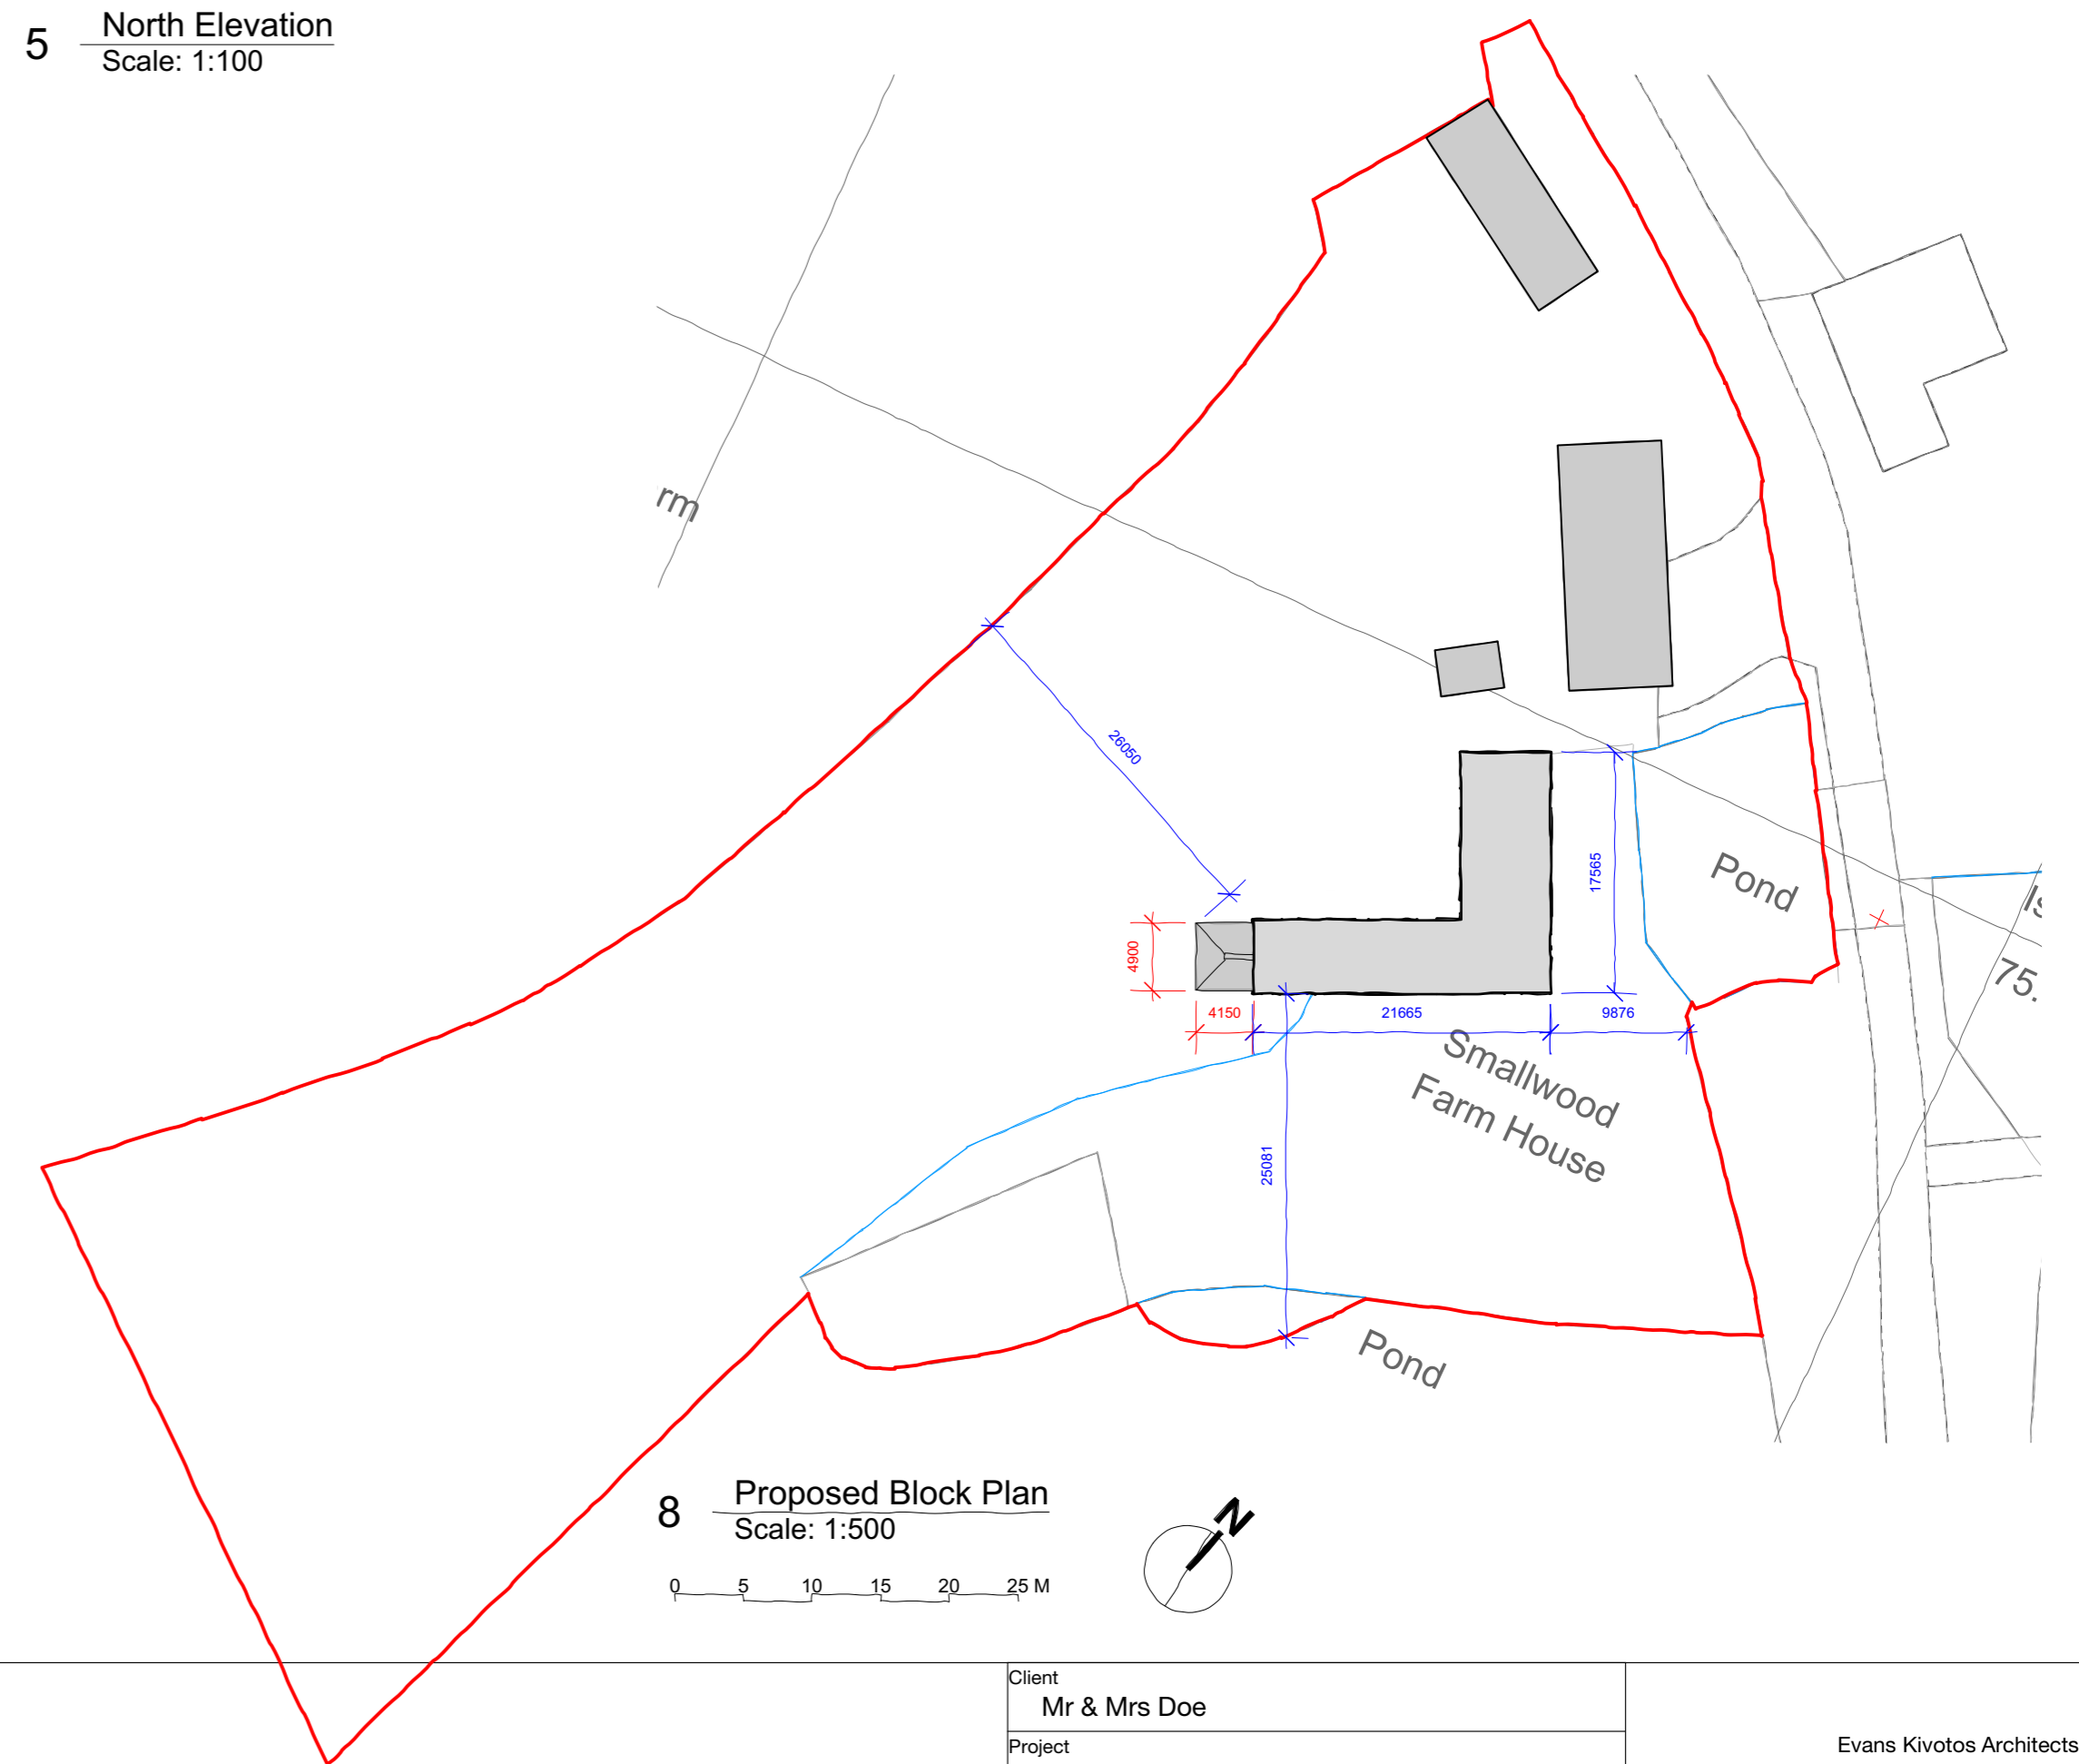 5 North Elevation
Scale: 1:100
rm
26050
17565
Pond
4900
4150
21665
9876
75.
Smallwood
Farm House
25081
Pond
8 Proposed Block Plan
Scale: 1:500
0 5 10 15 20 25 M
N
Client
Mr & Mrs Doe
Project
Evans Kivotos Architects